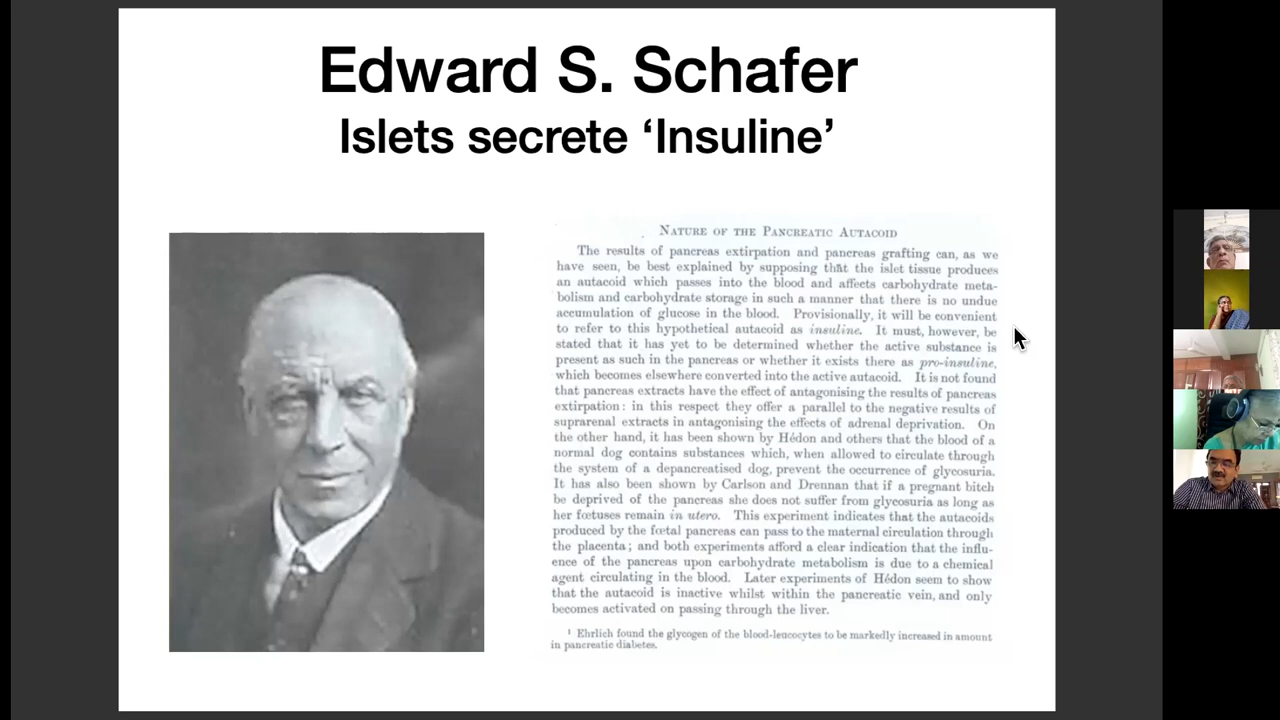 Edward S. Schafer
Islets secrete ‘Insuline’
NATURE OF THE PANCREATIC AUTACOID
The results of pancreas extirpation and pancreas grafting can, as we
have seen, be best explained by supposing that the islet tissue produces
an autacoid which passes into the blood and affects carbohydrate meta-
bolism and carbohydrate storage in such a manner that there is no undue
accumulation of glucose in the blood. Provisionally, it will be convenient
to refer to this hypothetical autacoid as insuline. It must, however, be
stated that it has yet to be determined whether the active substance is
present as such in the pancreas or whether it exists there as pro-insuline,
which becomes elsewhere converted into the active autacoid. It is not found
that pancreas extracts have the effect of antagonising the results of pancreas
extirpation: in this respect they offer a parallel to the negative results of
suprarenal extracts in antagonising the effects of adrenal deprivation. On
the other hand, it has been shown by Hédon and others that the blood of a
normal dog contains substances which, when allowed to circulate through
the system of a depancreatised dog, prevent the occurrence of glycosuria.
It has also been shown by Carlson and Drennan that if a pregnant bitch
be deprived of the pancreas she does not suffer from glycosuria as long as
her fœtuses remain in utero. This experiment indicates that the autacoids
produced by the fœtal pancreas can pass to the maternal circulation through
the placenta; and both experiments afford a clear indication that the influ-
ence of the pancreas upon carbohydrate metabolism is due to a chemical
agent circulating in the blood. Later experiments of Hédon seem to show
that the autacoid is inactive whilst within the pancreatic vein, and only
becomes activated on passing through the liver.
¹ Ehrlich found the glycogen of the blood-leucocytes to be markedly increased in amount
in pancreatic diabetes.